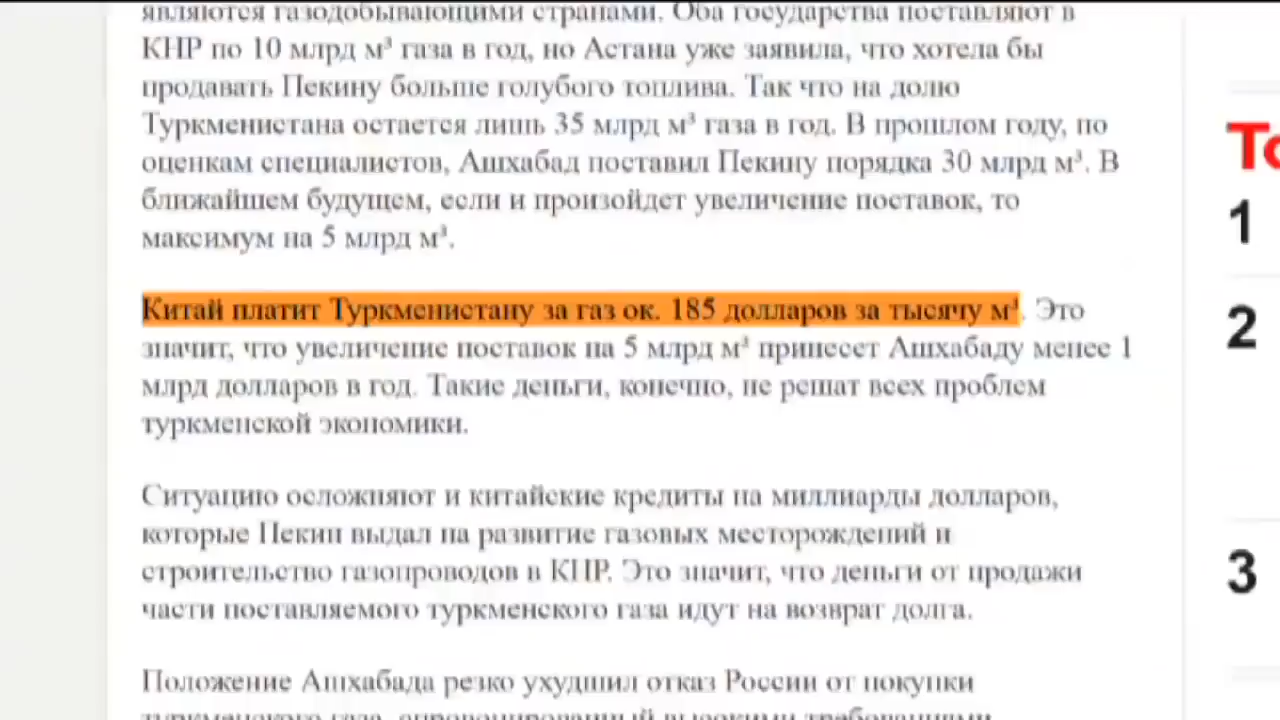 являются газодобывающими странами. Оба государства поставляют в
КНР по 10 млрд м³ газа в год, но Астана уже заявила, что хотела бы
продавать Пекину больше голубого топлива. Так что на долю
Туркменистана остается лишь 35 млрд м³ газа в год. В прошлом году, по
оценкам специалистов, Ашхабад поставил Пекину порядка 30 млрд м³. В
ближайшем будущем, если и произойдет увеличение поставок, то
максимум на 5 млрд м³.
Китай платит Туркменистану за газ ок. 185 долларов за тысячу м³. Это
значит, что увеличение поставок на 5 млрд м³ принесет Ашхабаду менее 1
млрд долларов в год. Такие деньги, конечно, не решат всех проблем
туркменской экономики.
Ситуацию осложняют и китайские кредиты на миллиарды долларов,
которые Пекин выдал на развитие газовых месторождений и
строительство газопроводов в КНР. Это значит, что деньги от продажи
части поставляемого туркменского газа идут на возврат долга.
Положение Ашхабада резко ухудшил отказ России от покупки
туркменского газа, спровоцированный высокими требованиями
To
1
2
3